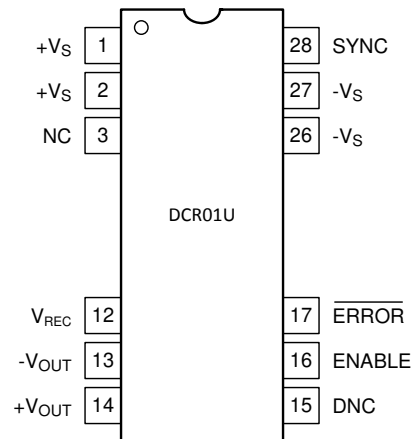 +VS 1 28 SYNC
+VS 2 27 -VS
NC 3 26 -VS
DCR01U
VREC 12 17 ERROR
-VOUT 13 16 ENABLE
+VOUT 14 15 DNC